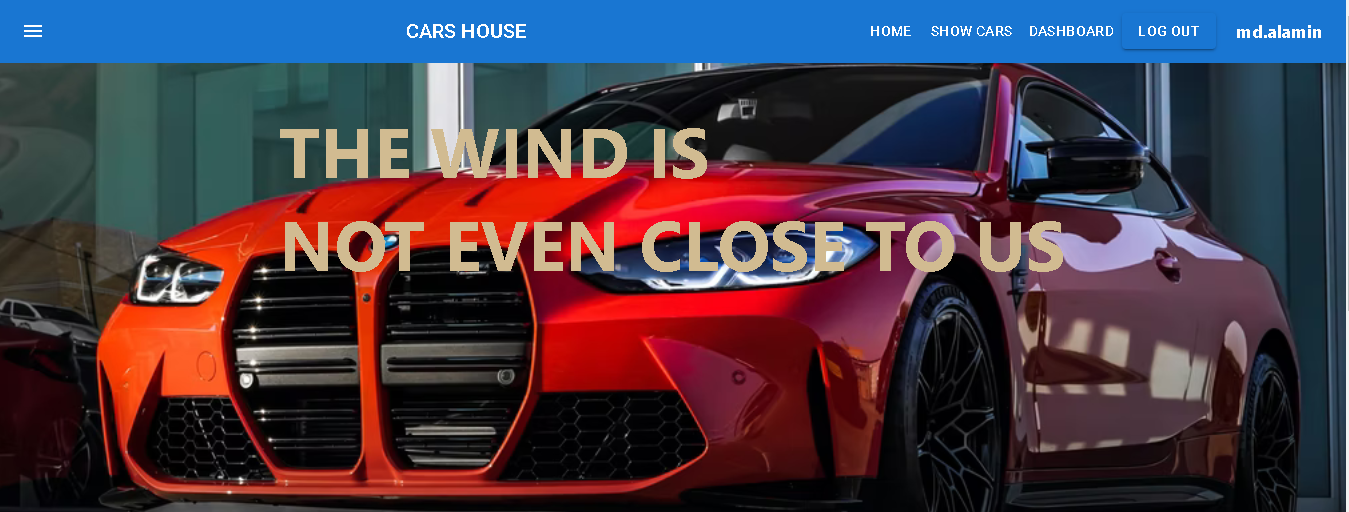 CARS HOUSE
HOME SHOW CARS DASHBOARD LOG OUT md.alamin
THE WIND IS
NOT EVEN CLOSE TO US